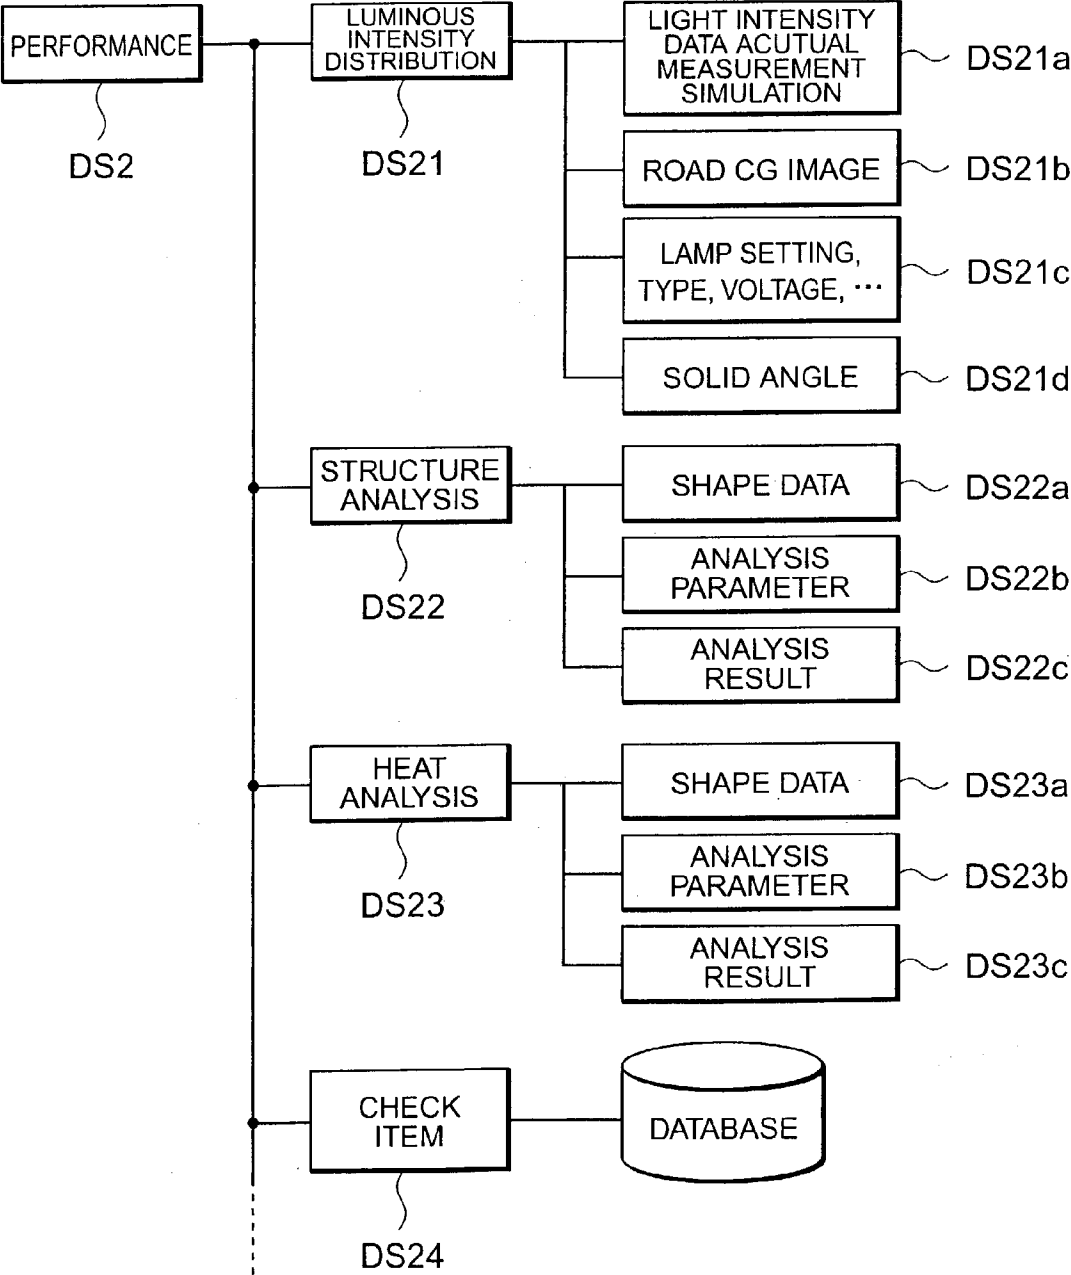 PERFORMANCE
DS2
LUMINOUS
INTENSITY
DISTRIBUTION
DS21
LIGHT INTENSITY
DATA ACUTUAL
MEASUREMENT
SIMULATION
DS21a
ROAD CG IMAGE
DS21b
LAMP SETTING,
TYPE, VOLTAGE, ···
DS21c
SOLID ANGLE
DS21d
STRUCTURE
ANALYSIS
DS22
SHAPE DATA
DS22a
ANALYSIS
PARAMETER
DS22b
ANALYSIS
RESULT
DS22c
HEAT
ANALYSIS
DS23
SHAPE DATA
DS23a
ANALYSIS
PARAMETER
DS23b
ANALYSIS
RESULT
DS23c
CHECK
ITEM
DS24
DATABASE